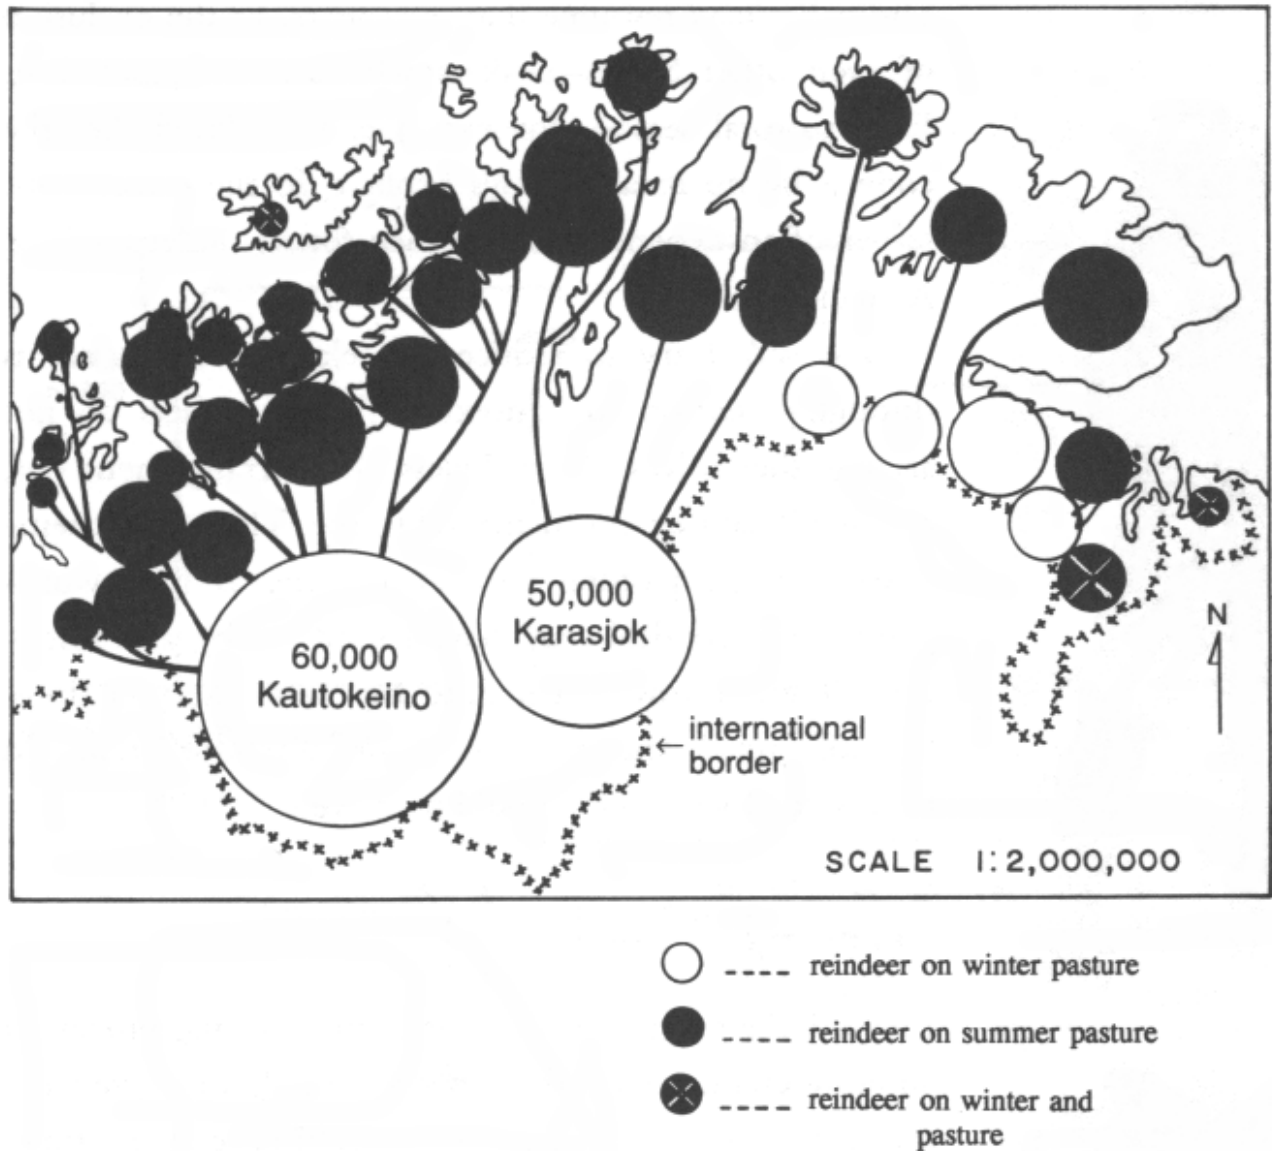 50,000
Karasjok
60,000
Kautokeino
N
← international
border
SCALE 1:2,000,000
---- reindeer on winter pasture
---- reindeer on summer pasture
---- reindeer on winter and
pasture